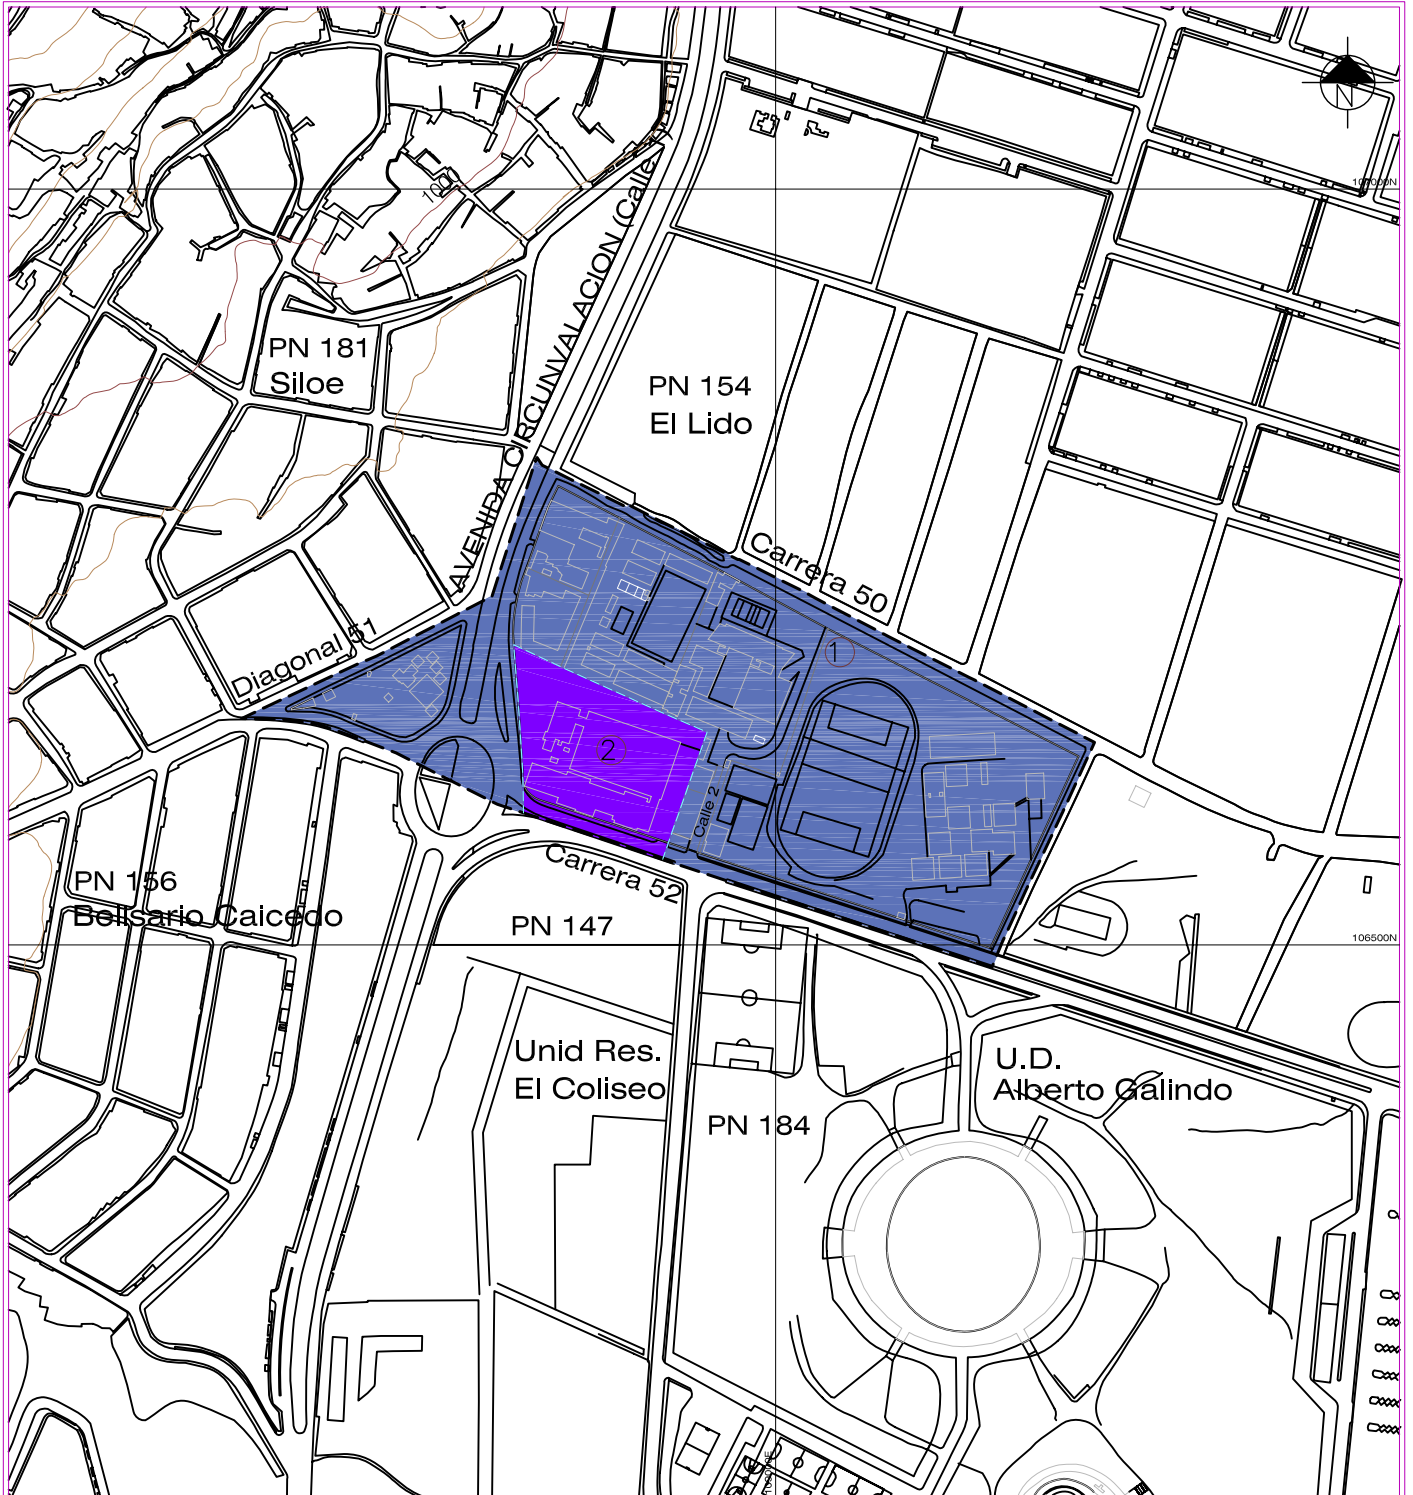 N
107000N
AVENIDA CIRCUNVALACION (Calle
PN 181
Siloe
PN 154
El Lido
Carrera 50
Diagonal 51
1
2
Calle 2
Carrera 52
PN 156
Belisario Caicedo
PN 147
106500N
Unid Res.
El Coliseo
U.D.
Alberto Galindo
PN 184